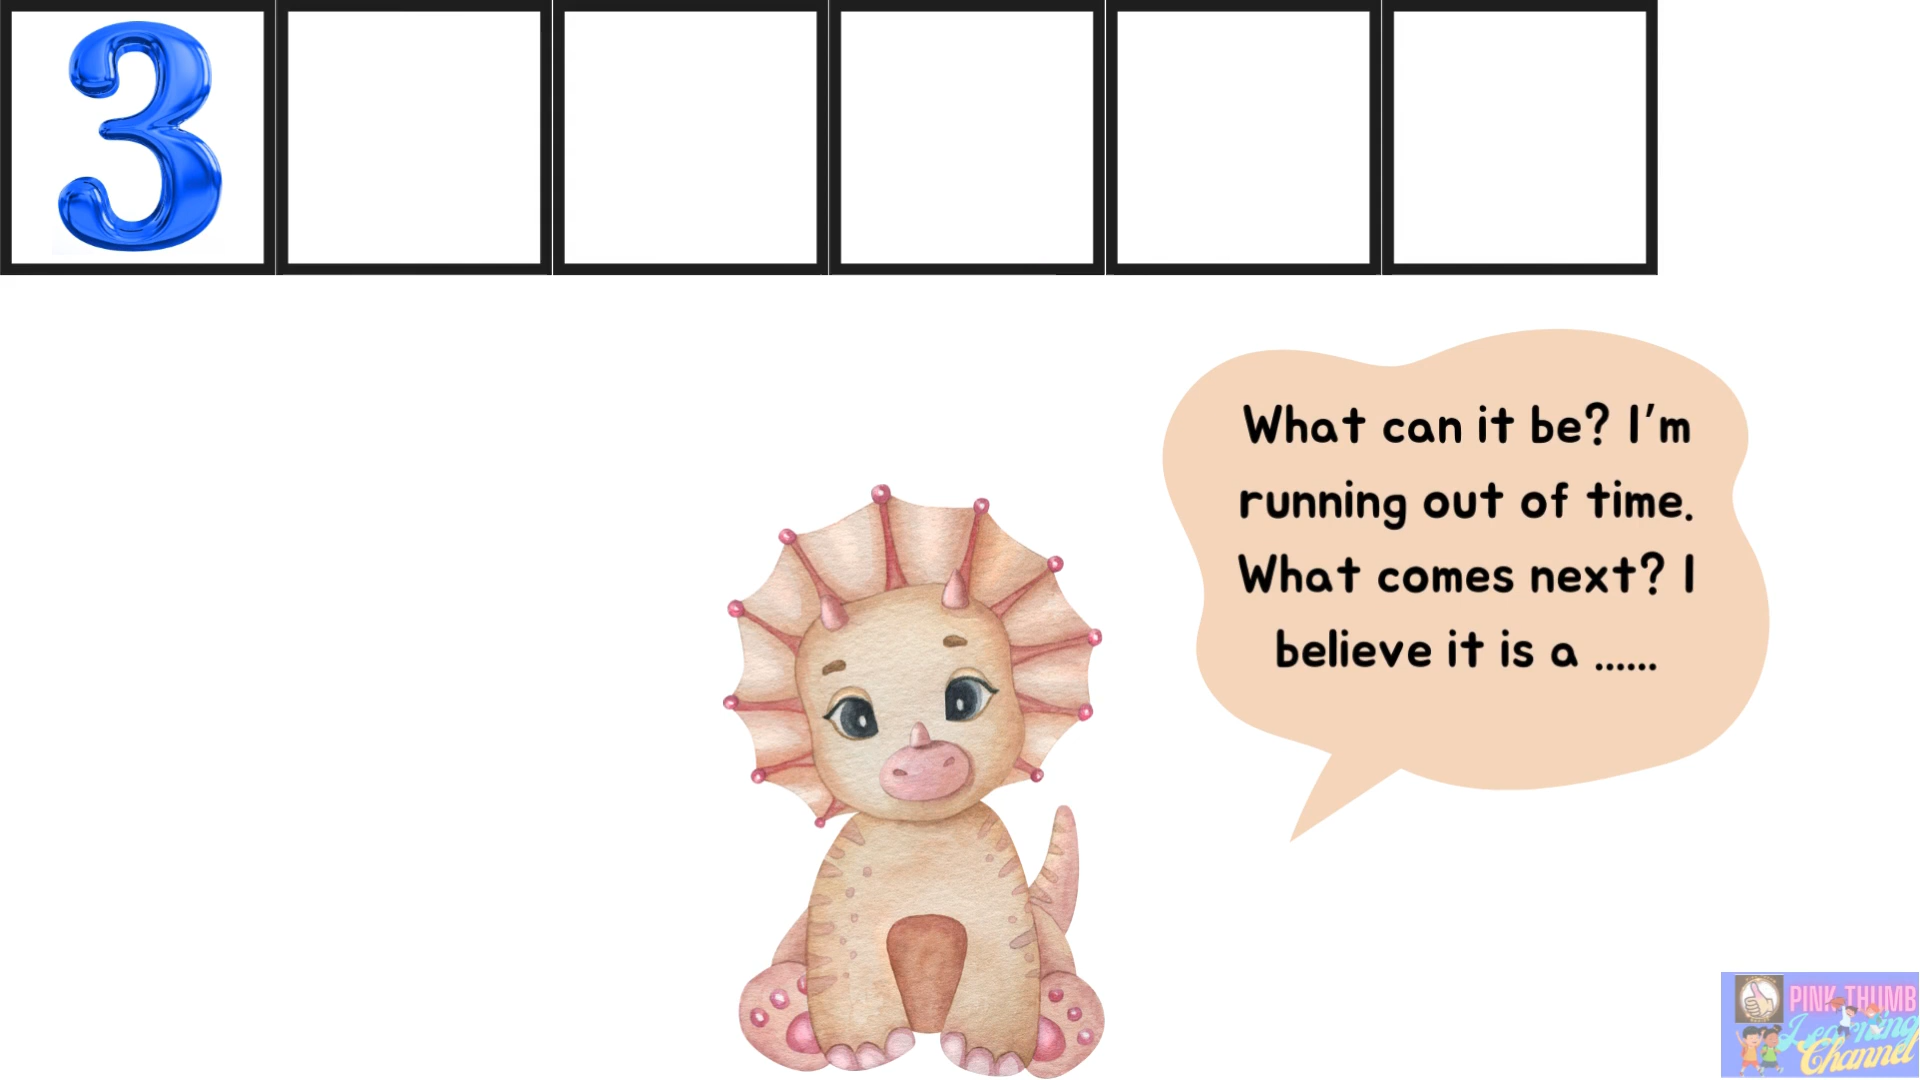 3
What can it be? I'm
running out of time.
What comes next? I
believe it is a ......
PINK THUMB
Learning
Channel